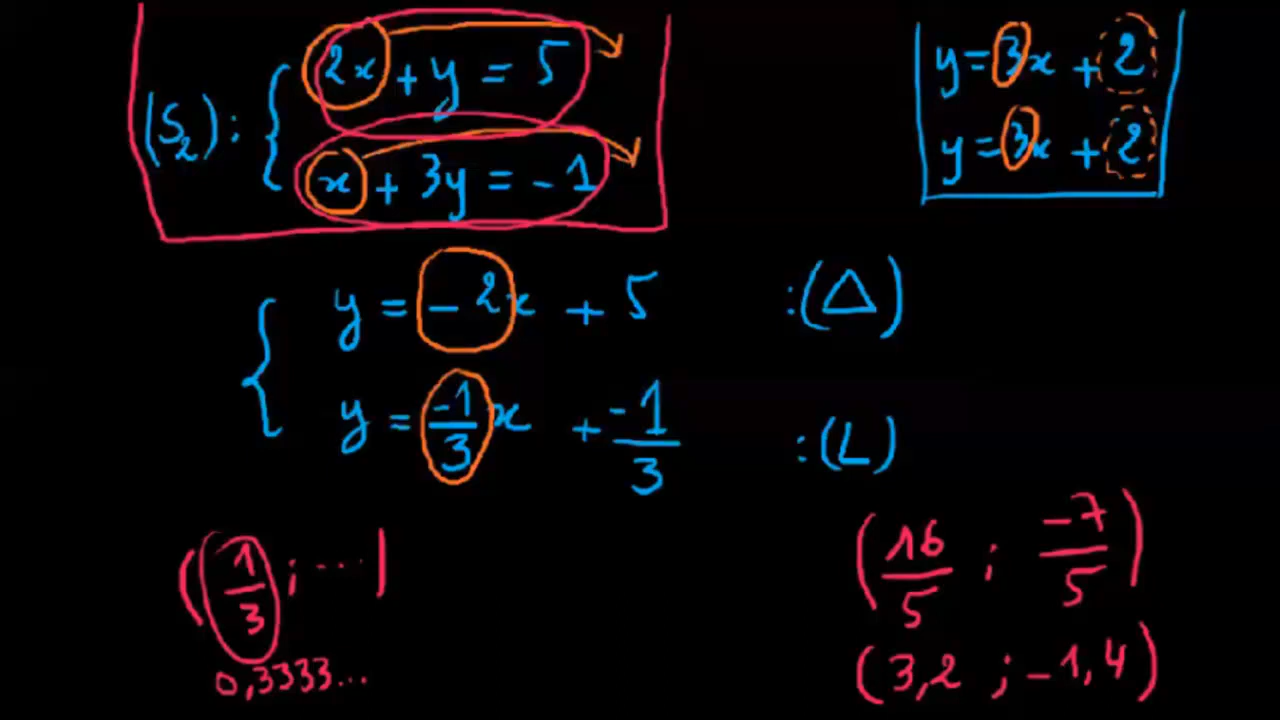 (S₂) : { 2x + y = 5
x + 3y = -1
y = 3x + 2
y = 3x + 2
{ y = -2x + 5 : (Δ)
y = -1/3 x + -1/3 : (L)
(1/3 ; ...)
0,3333...
(16/5 ; -7/5)
(3,2 ; -1,4)